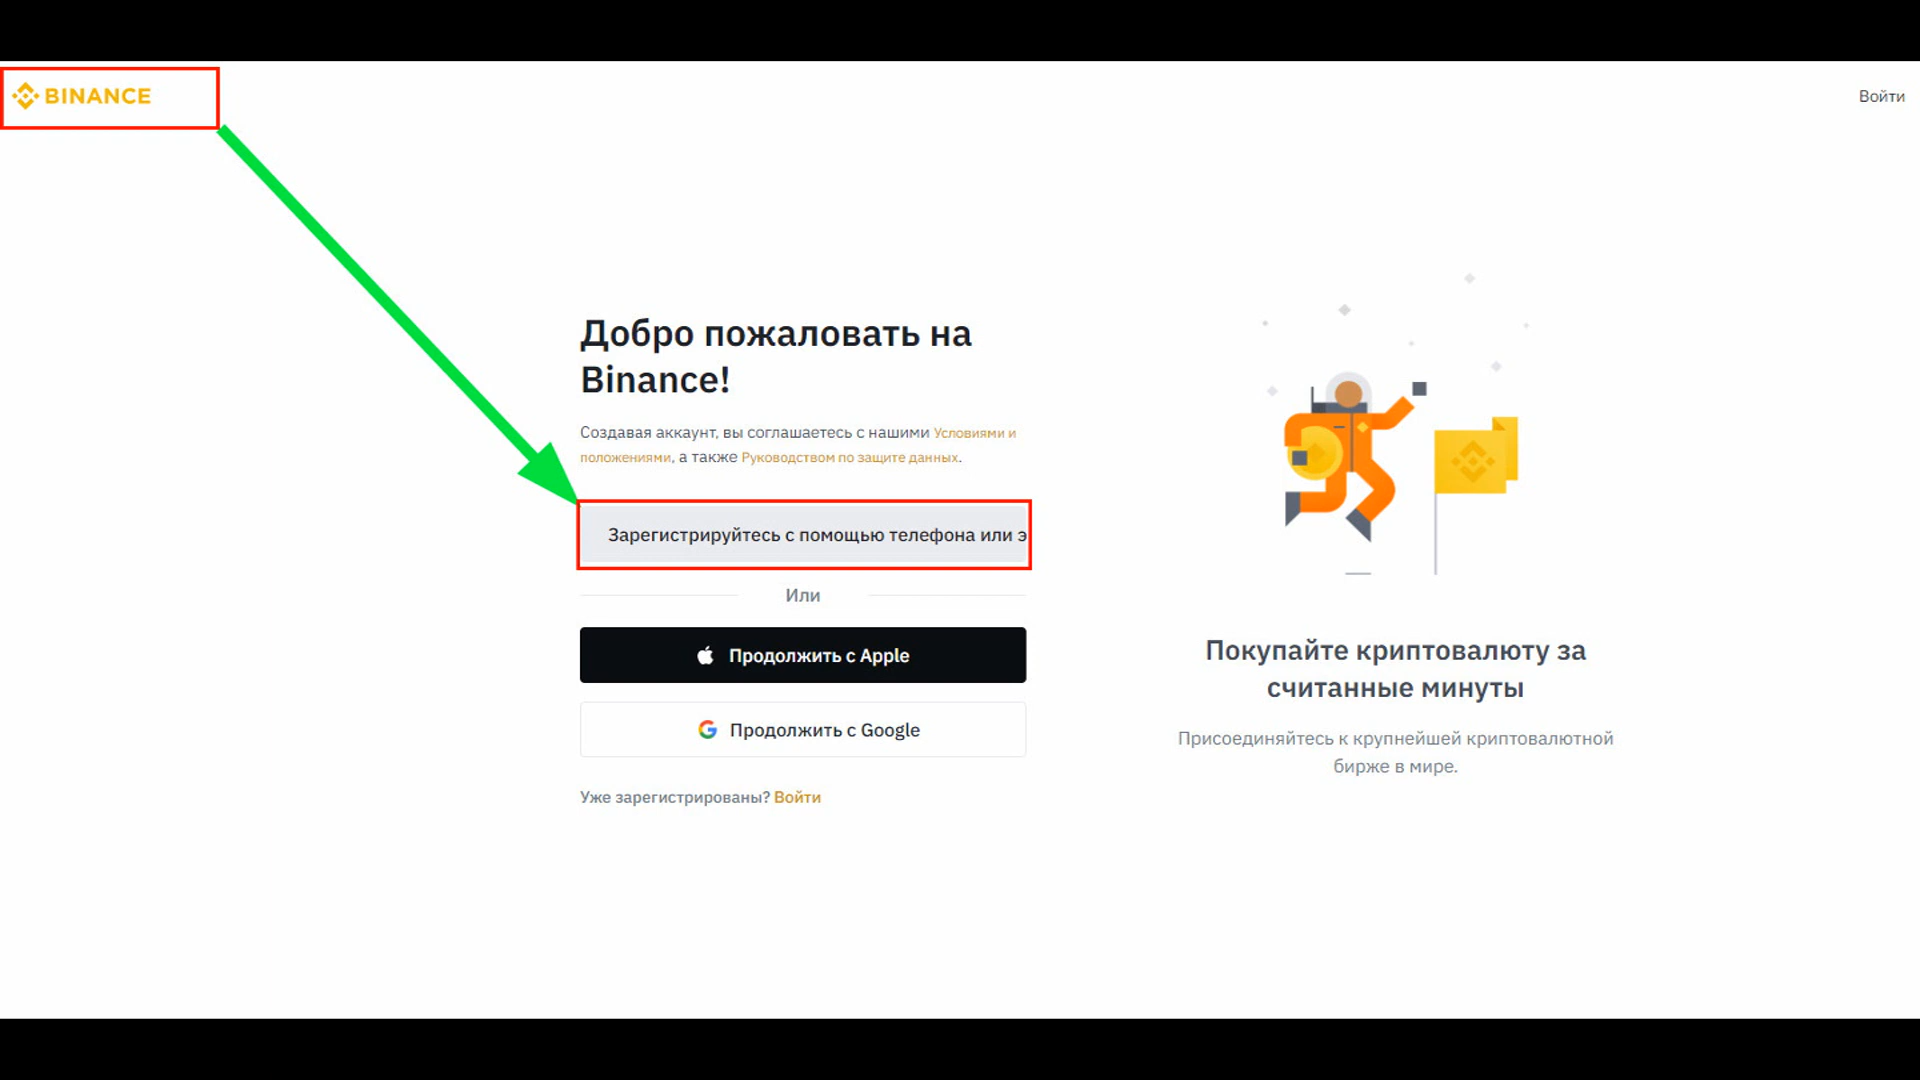 BINANCE
Войти
Добро пожаловать на
Binance!
Создавая аккаунт, вы соглашаетесь с нашими Условиями и
положениями, а также Руководством по защите данных.
Зарегистрируйтесь с помощью телефона или э
Или
Продолжить с Apple
Продолжить с Google
Уже зарегистрированы? Войти
Покупайте криптовалюту за
считанные минуты
Присоединяйтесь к крупнейшей криптовалютной
бирже в мире.